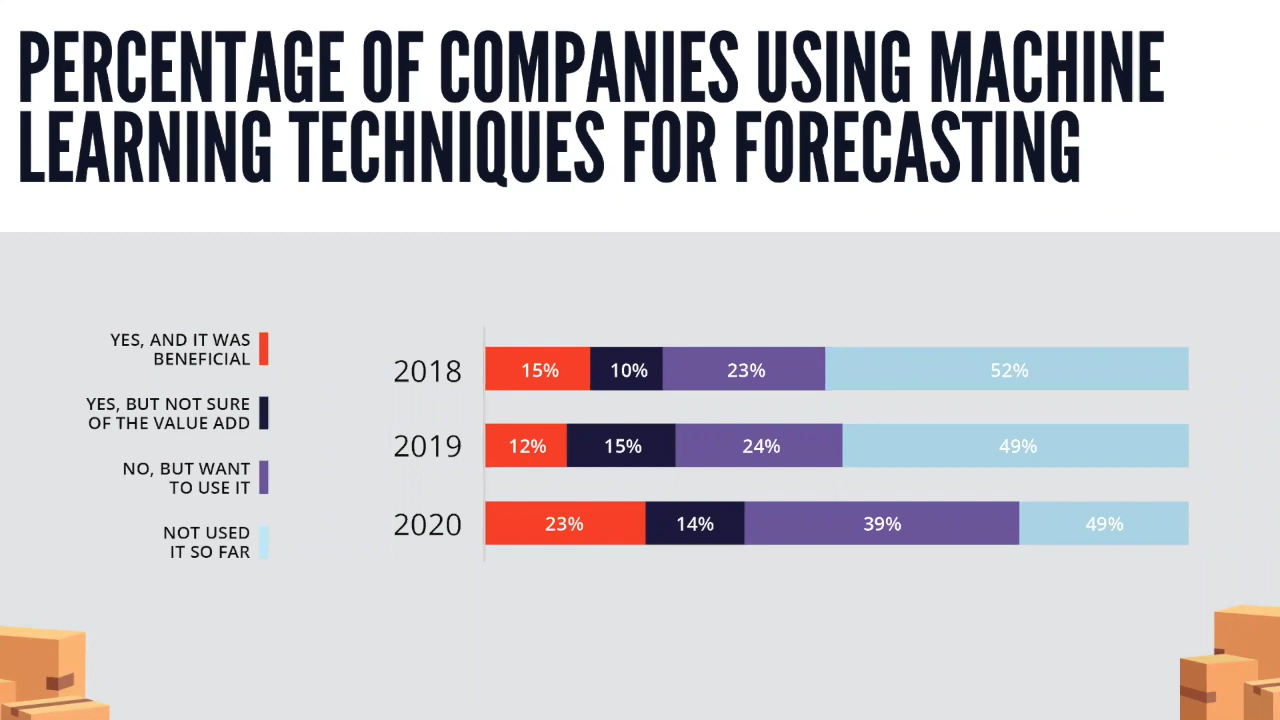 PERCENTAGE OF COMPANIES USING MACHINE
LEARNING TECHNIQUES FOR FORECASTING
YES, AND IT WAS
BENEFICIAL
YES, BUT NOT SURE
OF THE VALUE ADD
NO, BUT WANT
TO USE IT
NOT USED
IT SO FAR
2018 15% 10% 23% 52%
2019 12% 15% 24% 49%
2020 23% 14% 39% 49%